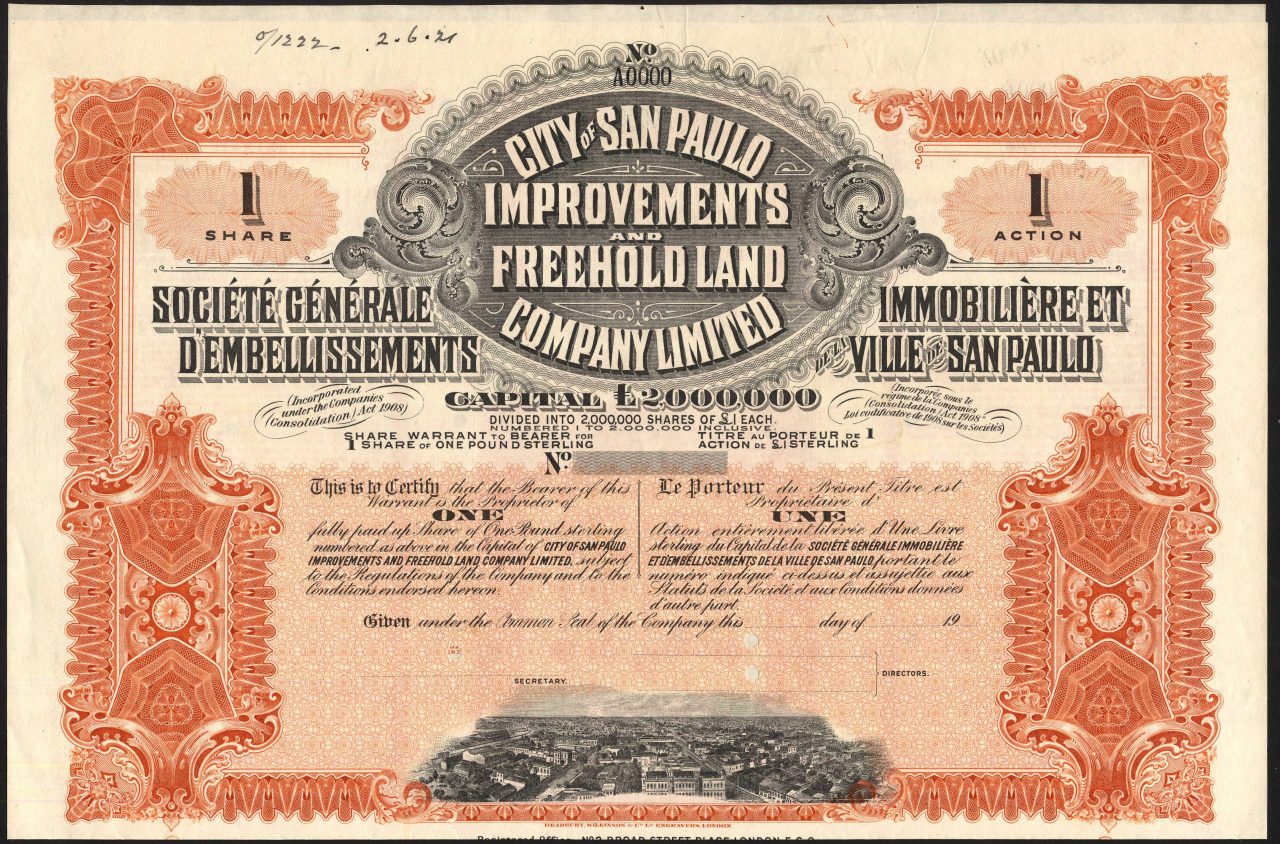 0/1222- 2.6.21
No
A0000
CITY OF SAN PAULO
IMPROVEMENTS
AND
FREEHOLD LAND
COMPANY LIMITED
1
SHARE
1
ACTION
SOCIÉTÉ GÉNÉRALE IMMOBILIÈRE ET
D'EMBELLISSEMENTS DE LA VILLE DE SAN PAULO
(Incorporated
under the Companies
(Consolidation) Act 1908)
(Incorporée sous le
régime de la Companies
(Consolidation) Act 1908"
Loi codificative de 1908 sur les Sociétés)
CAPITAL £2,000,000
DIVIDED INTO 2,000,000 SHARES OF £1 EACH.
NUMBERED 1 TO 2.000.000 INCLUSIVE.
SHARE WARRANT TO BEARER FOR
1 SHARE OF ONE POUND STERLING
TITRE AU PORTEUR DE 1
ACTION DE £1 STERLING
No
This is to Certify that the Bearer of this
Warrant is the Proprietor of
ONE
fully paid up Share of One Pound sterling
numbered as above in the Capital of CITY OF SAN PAULO
IMPROVEMENTS AND FREEHOLD LAND COMPANY LIMITED, subject
to the Regulations of the Company and to the
Conditions endorsed hereon.
Le Porteur du Présent Titre est
Propriétaire d'
UNE
Action entièrement libérée d'Une Livre
sterling du Capital de la SOCIÉTÉ GÉNÉRALE IMMOBILIÈRE
ET D'EMBELLISSEMENTS DE LA VILLE DE SAN PAULO portant le
numéro indiqué ci-dessus et assujettie aux
Statuts de la Société et aux Conditions données
d'autre part.
Given under the Common Seal of the Company this day of 19
SECRETARY.
DIRECTORS.
BRADBURY, WILKINSON & Co. Ld. ENGRAVERS, LONDON
Registered Office: No 2 BROAD STREET PLACE LONDON E.C.2